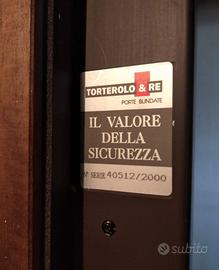 TORTEROLO & RE
PORTE BLINDATE
IL VALORE
DELLA
SICUREZZA
N° SERIE 40512/2000
subito